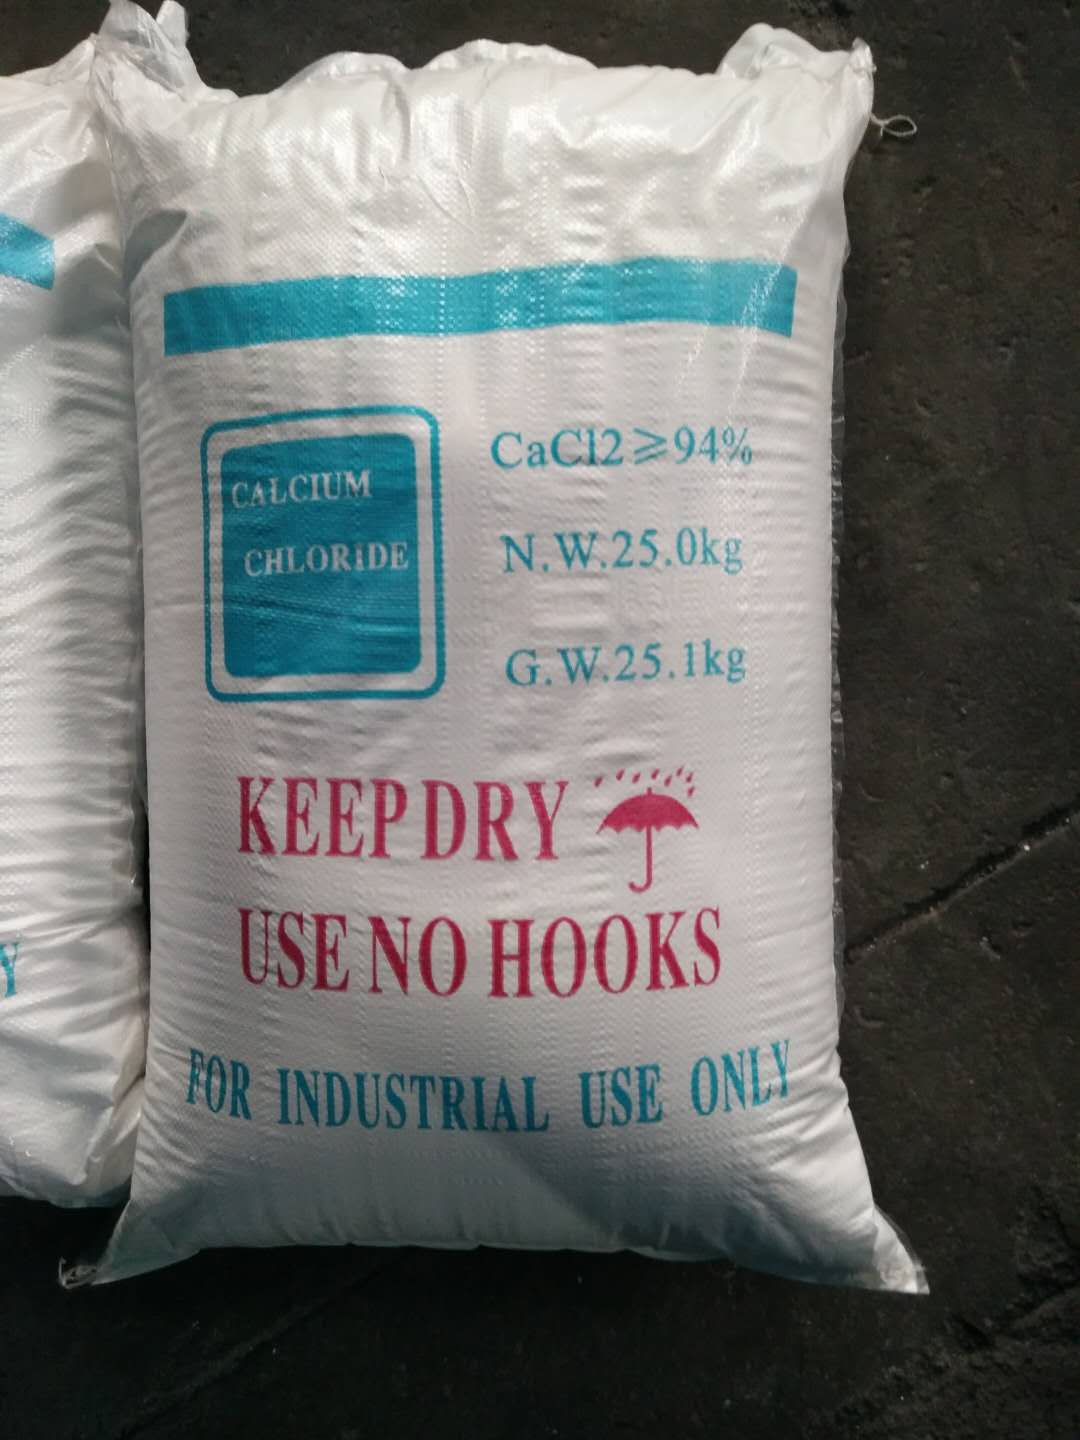 CALCIUM
CHLORIDE
CaCl2≥94%
N.W.25.0kg
G.W.25.1kg
KEEP DRY
USE NO HOOKS
FOR INDUSTRIAL USE ONLY
Y